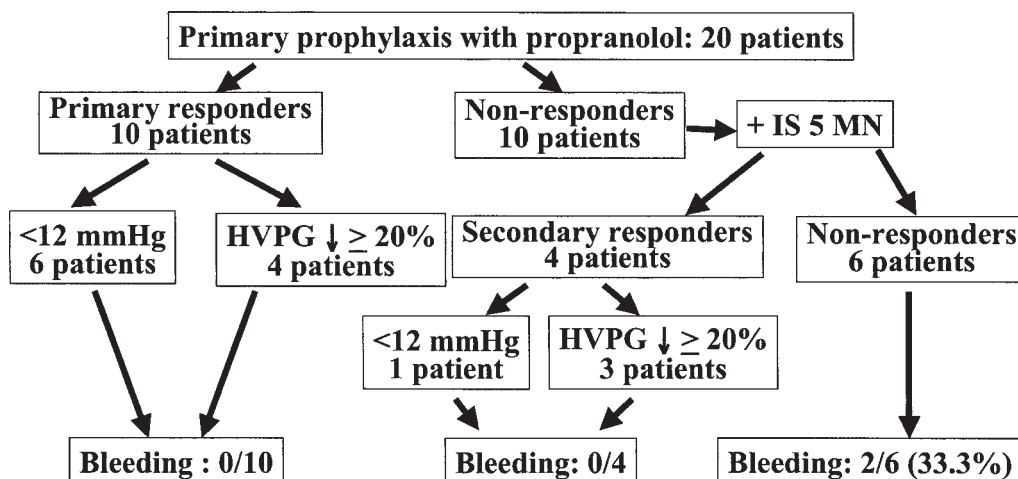 Primary prophylaxis with propranolol: 20 patients
Primary responders
10 patients
Non-responders
10 patients
+ IS 5 MN
<12 mmHg
6 patients
HVPG ↓ ≥ 20%
4 patients
Secondary responders
4 patients
Non-responders
6 patients
<12 mmHg
1 patient
HVPG ↓ ≥ 20%
3 patients
Bleeding : 0/10
Bleeding: 0/4
Bleeding: 2/6 (33.3%)